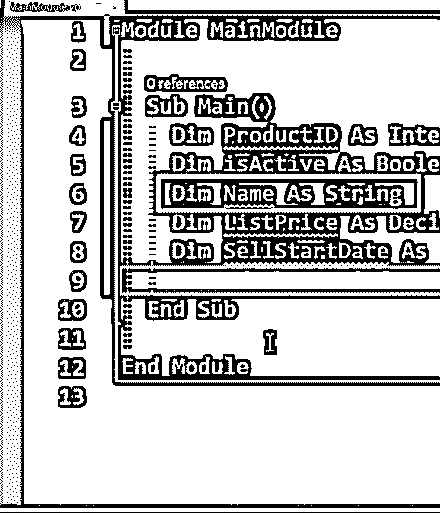 1 Module MainModule
2
0 references
3 Sub Main()
4 Dim ProductID As Inte
5 Dim isActive As Boole
6 Dim Name As String
7 Dim ListPrice As Deci
8 Dim SellStartDate As
9
10 End Sub
11
12 End Module
13